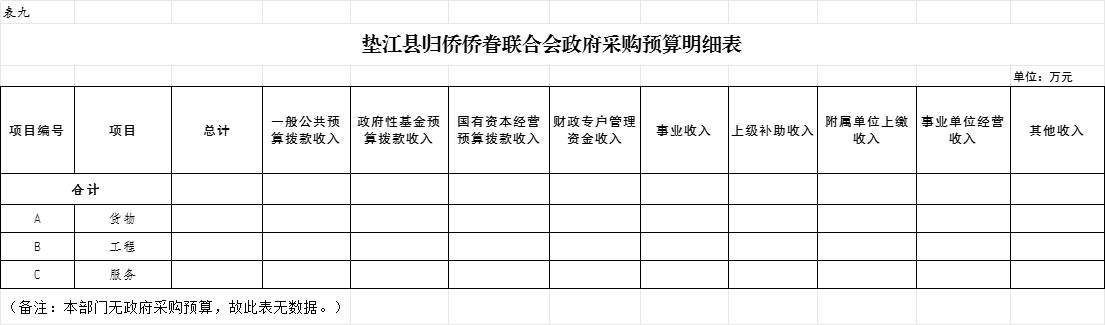 表九
垫江县归侨侨眷联合会政府采购预算明细表
单位：万元
项目编号 项目 总计 一般公共预算拨款收入 政府性基金预算拨款收入 国有资本经营预算拨款收入 财政专户管理资金收入 事业收入 上级补助收入 附属单位上缴收入 事业单位经营收入 其他收入
合计
A 货物
B 工程
C 服务
（备注：本部门无政府采购预算，故此表无数据。）